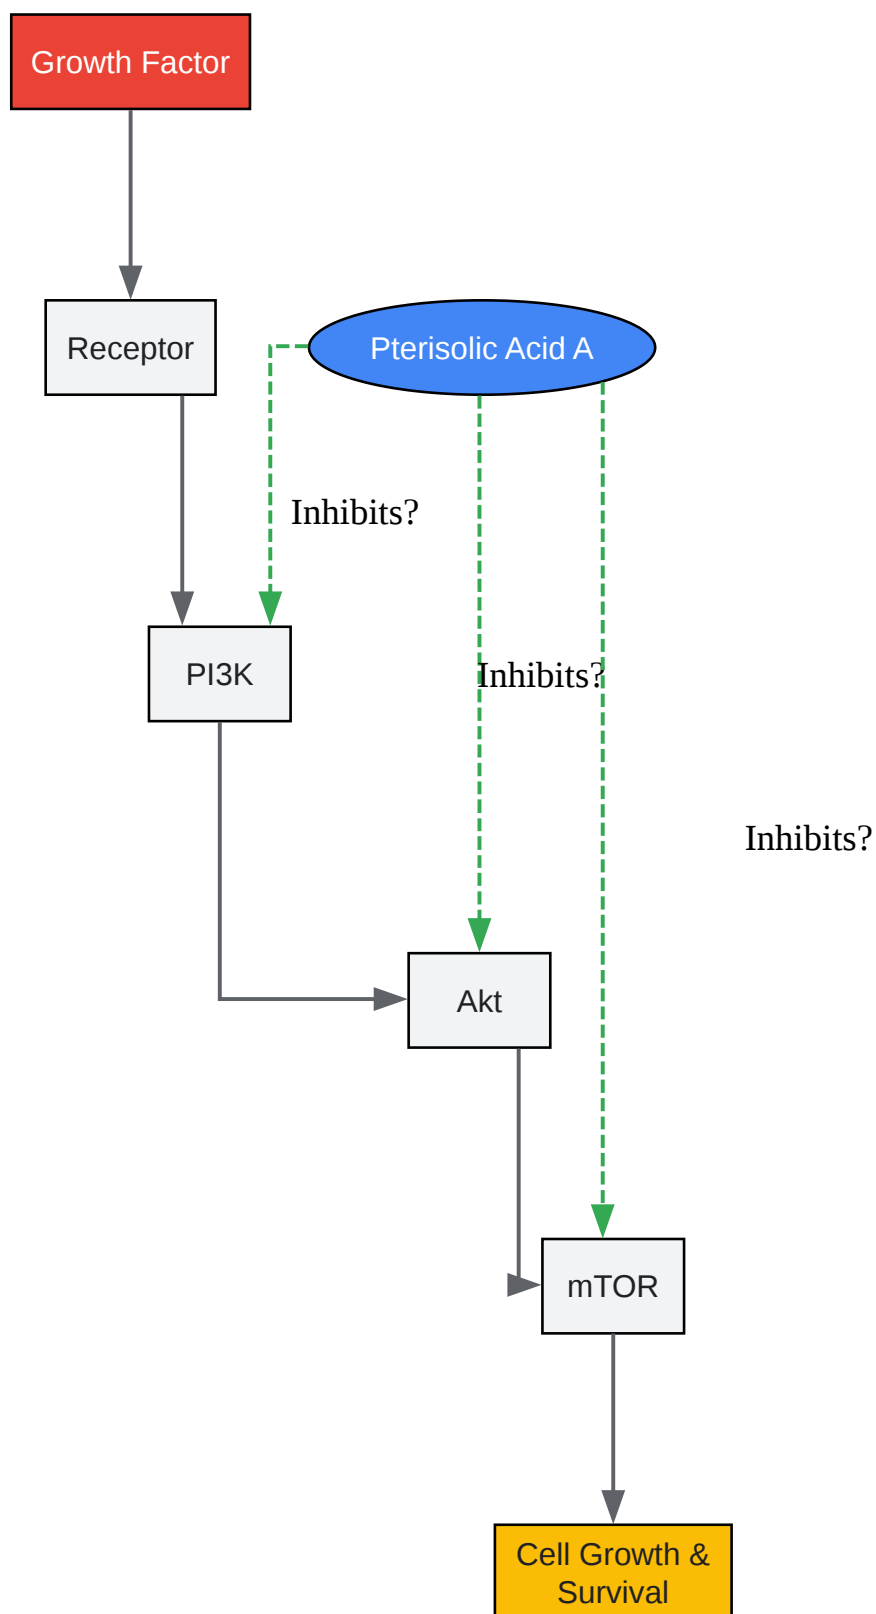 Growth Factor
Receptor
Pterisolic Acid A
Inhibits?
PI3K
Inhibits?
Inhibits?
Akt
mTOR
Cell Growth &
Survival